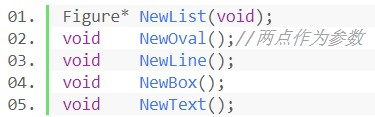 01. Figure* NewList(void);
02. void    NewOval();//两点作为参数
03. void    NewLine();
04. void    NewBox();
05. void    NewText();